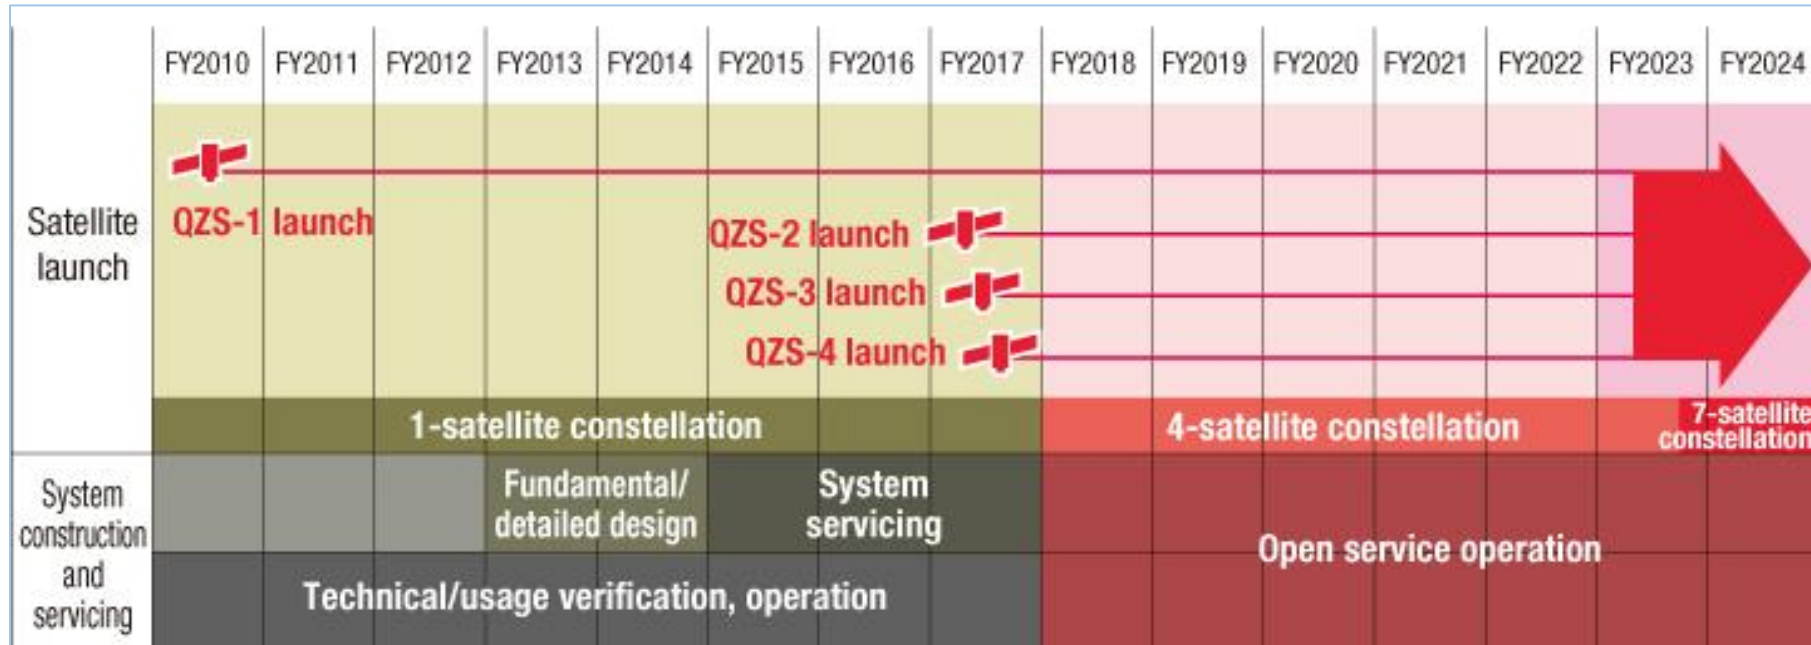 FY2010 FY2011 FY2012 FY2013 FY2014 FY2015 FY2016 FY2017 FY2018 FY2019 FY2020 FY2021 FY2022 FY2023 FY2024
Satellite
launch
QZS-1 launch
QZS-2 launch
QZS-3 launch
QZS-4 launch
1-satellite constellation
4-satellite constellation
7-satellite
constellation
System
construction
and
servicing
Fundamental/
detailed design
System
servicing
Technical/usage verification, operation
Open service operation